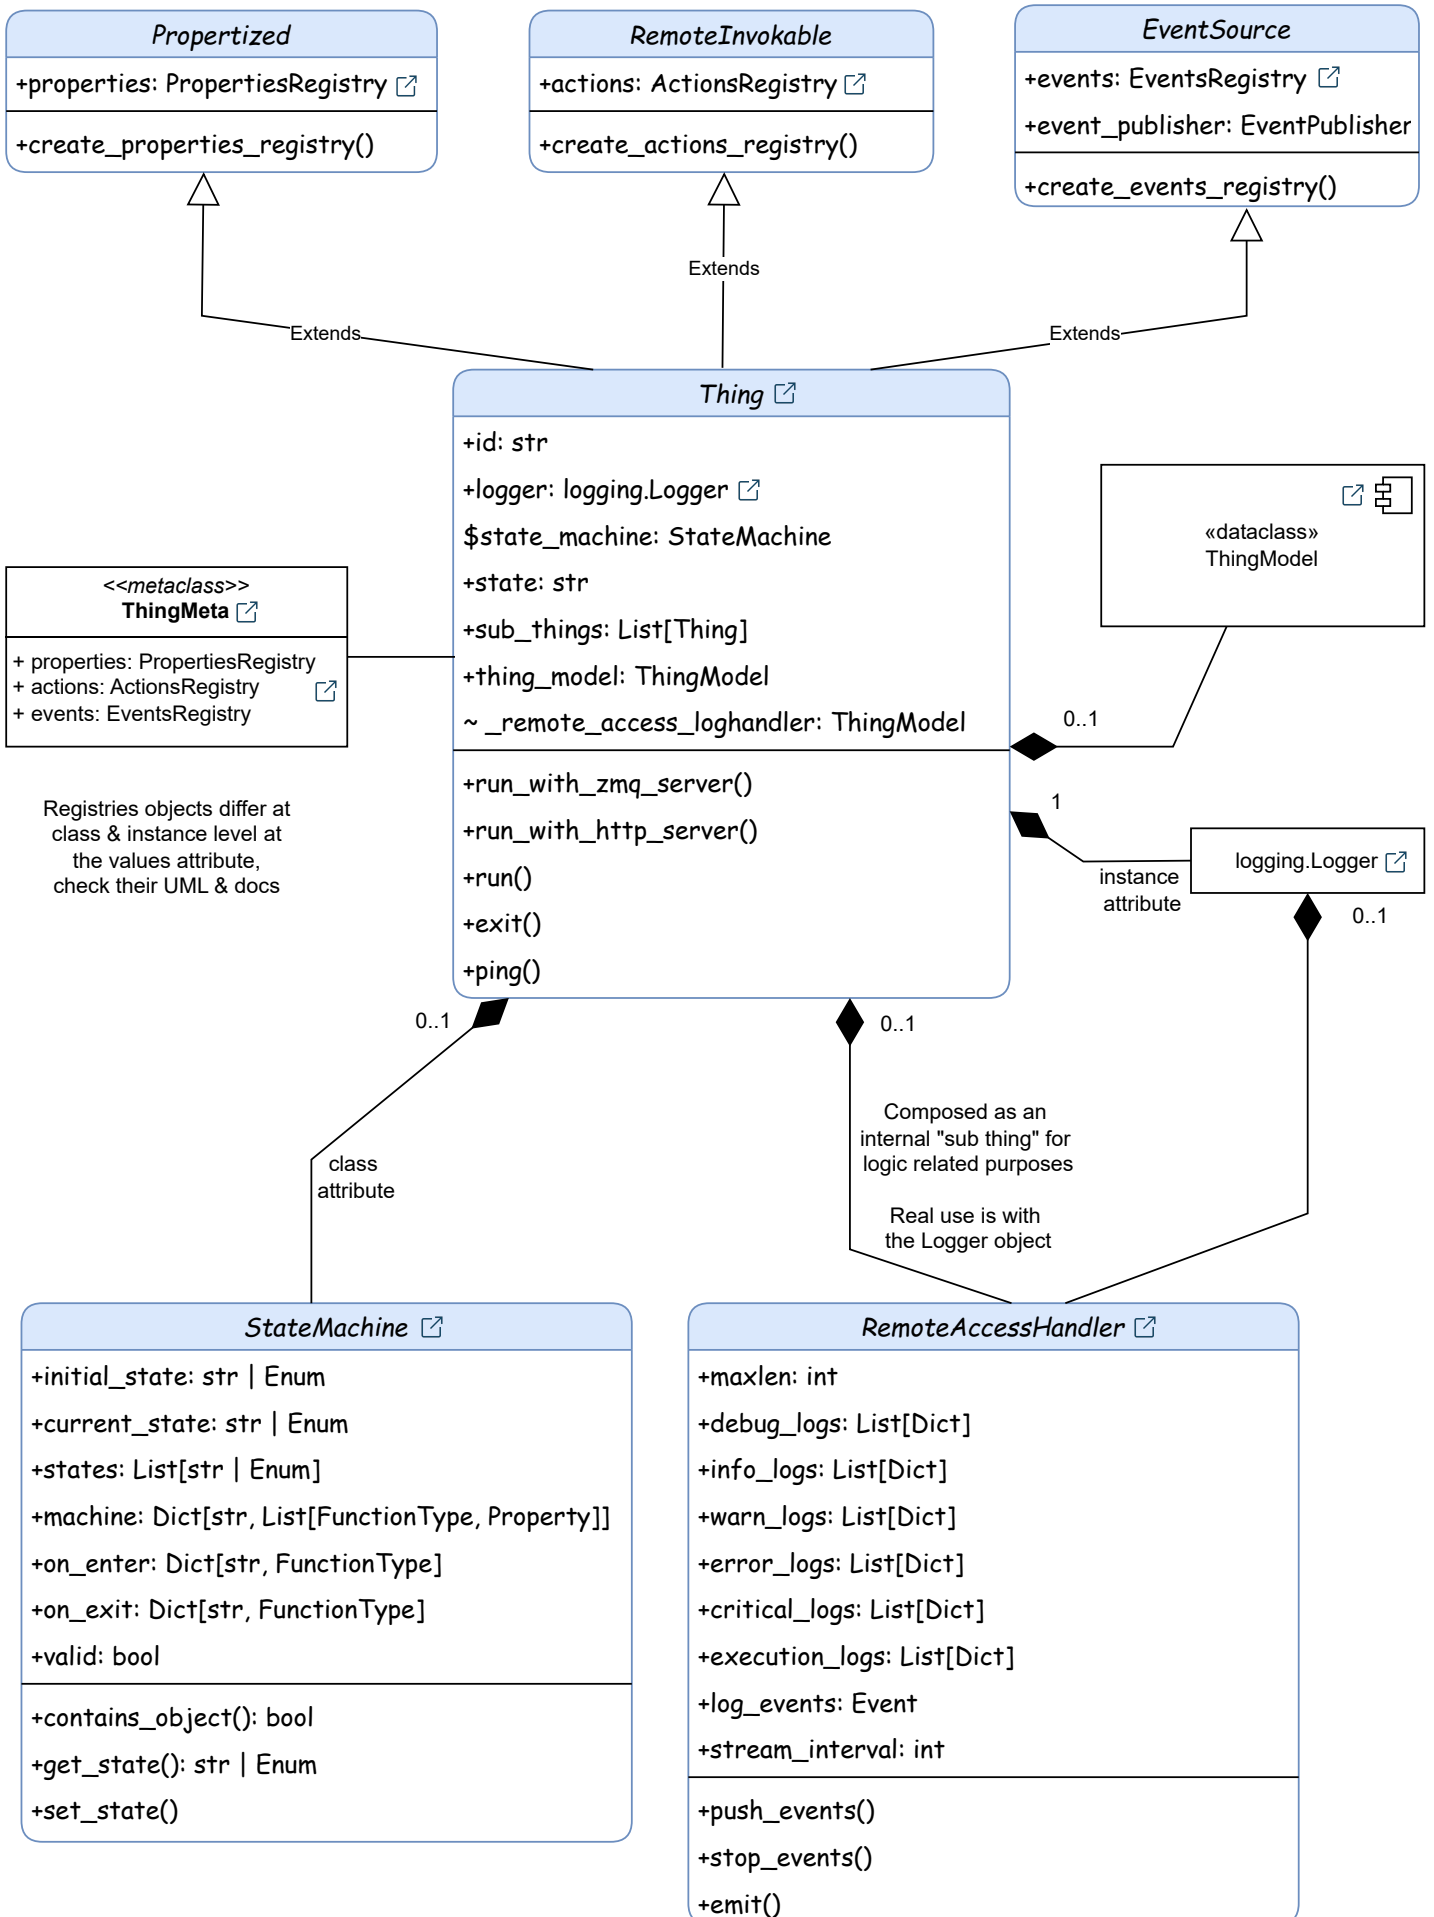 Propertized
+properties: PropertiesRegistry
+create_properties_registry()
RemoteInvokable
+actions: ActionsRegistry
+create_actions_registry()
EventSource
+events: EventsRegistry
+event_publisher: EventPublisher
+create_events_registry()
Extends
Extends
Extends
Thing
+id: str
+logger: logging.Logger
$state_machine: StateMachine
+state: str
+sub_things: List[Thing]
+thing_model: ThingModel
~ _remote_access_loghandler: ThingModel
+run_with_zmq_server()
+run_with_http_server()
+run()
+exit()
+ping()
«dataclass»
ThingModel
<<metaclass>>
ThingMeta
+ properties: PropertiesRegistry
+ actions: ActionsRegistry
+ events: EventsRegistry
Registries objects differ at
class & instance level at
the values attribute,
check their UML & docs
0..1
1
logging.Logger
instance
attribute
0..1
0..1
0..1
class
attribute
Composed as an
internal "sub thing" for
logic related purposes
Real use is with
the Logger object
StateMachine
+initial_state: str | Enum
+current_state: str | Enum
+states: List[str | Enum]
+machine: Dict[str, List[FunctionType, Property]]
+on_enter: Dict[str, FunctionType]
+on_exit: Dict[str, FunctionType]
+valid: bool
+contains_object(): bool
+get_state(): str | Enum
+set_state()
RemoteAccessHandler
+maxlen: int
+debug_logs: List[Dict]
+info_logs: List[Dict]
+warn_logs: List[Dict]
+error_logs: List[Dict]
+critical_logs: List[Dict]
+execution_logs: List[Dict]
+log_events: Event
+stream_interval: int
+push_events()
+stop_events()
+emit()